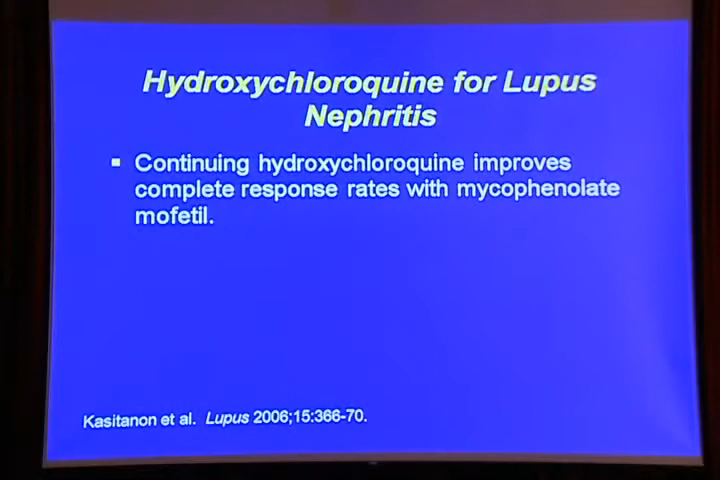 Hydroxychloroquine for Lupus
Nephritis
▪ Continuing hydroxychloroquine improves
complete response rates with mycophenolate
mofetil.
Kasitanon et al. Lupus 2006;15:366-70.